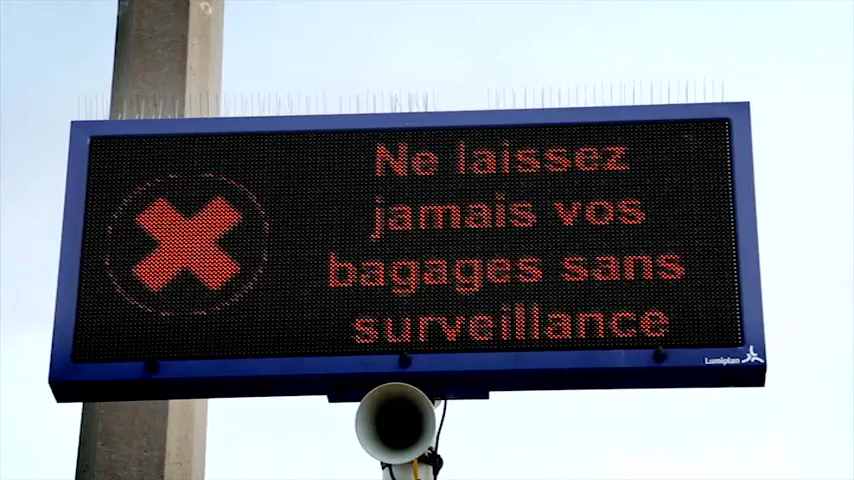 Ne laissez
jamais vos
bagages sans
surveillance
Lumiplan